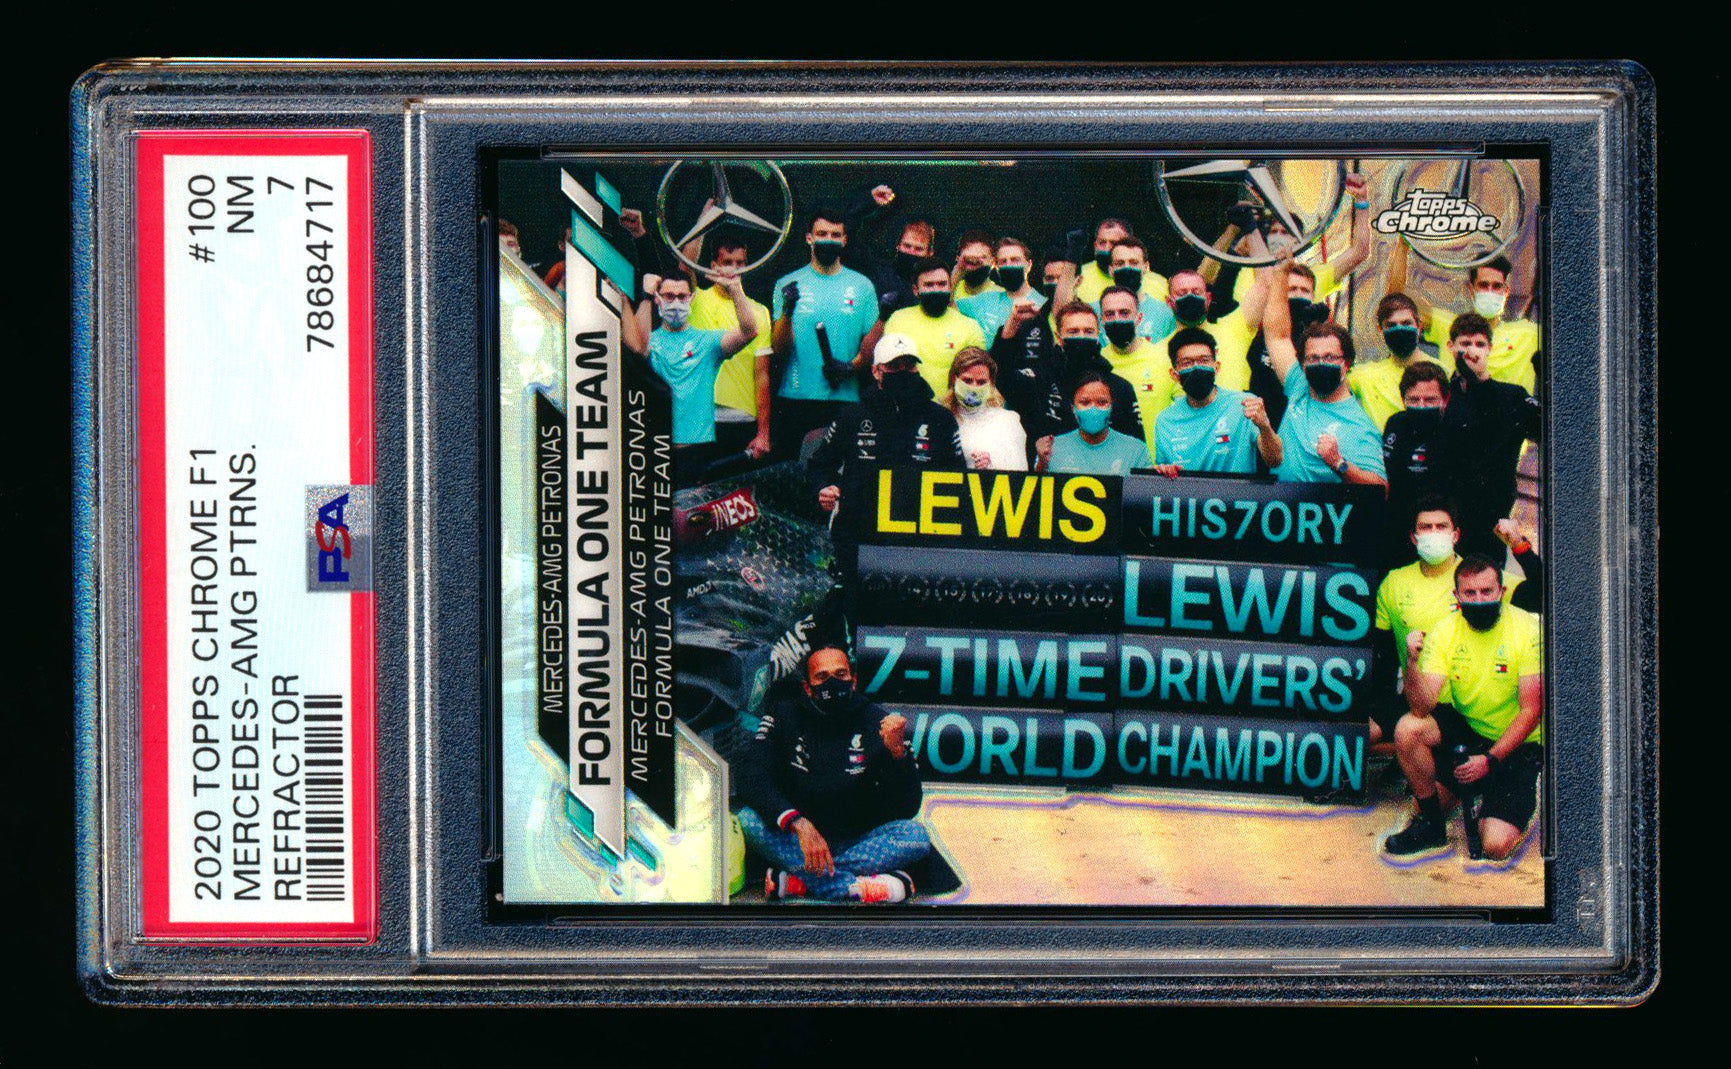 2020 TOPPS CHROME F1 #100
MERCEDES-AMG PTRNS. NM
REFRACTOR 7
78684717
PSA
MERCEDES-AMG PETRONAS
FORMULA ONE TEAM
MERCEDES-AMG PETRONAS
FORMULA ONE TEAM
Topps
Chrome
INEOS
AMD
LEWIS
HIS7ORY
LEWIS
7-TIME DRIVERS'
WORLD CHAMPION